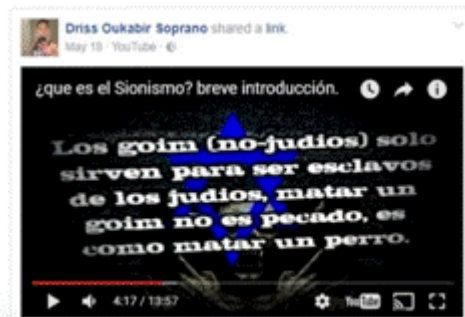 Driss Oukabir Soprano shared a link.
May 18 · YouTube ·
¿que es el Sionismo? breve introducción.
Los goim (no-judios) solo
sirven para ser esclavos
de los judios, matar un
goim no es pecado, es
como matar un perro.
4:17 / 13:57
YouTube